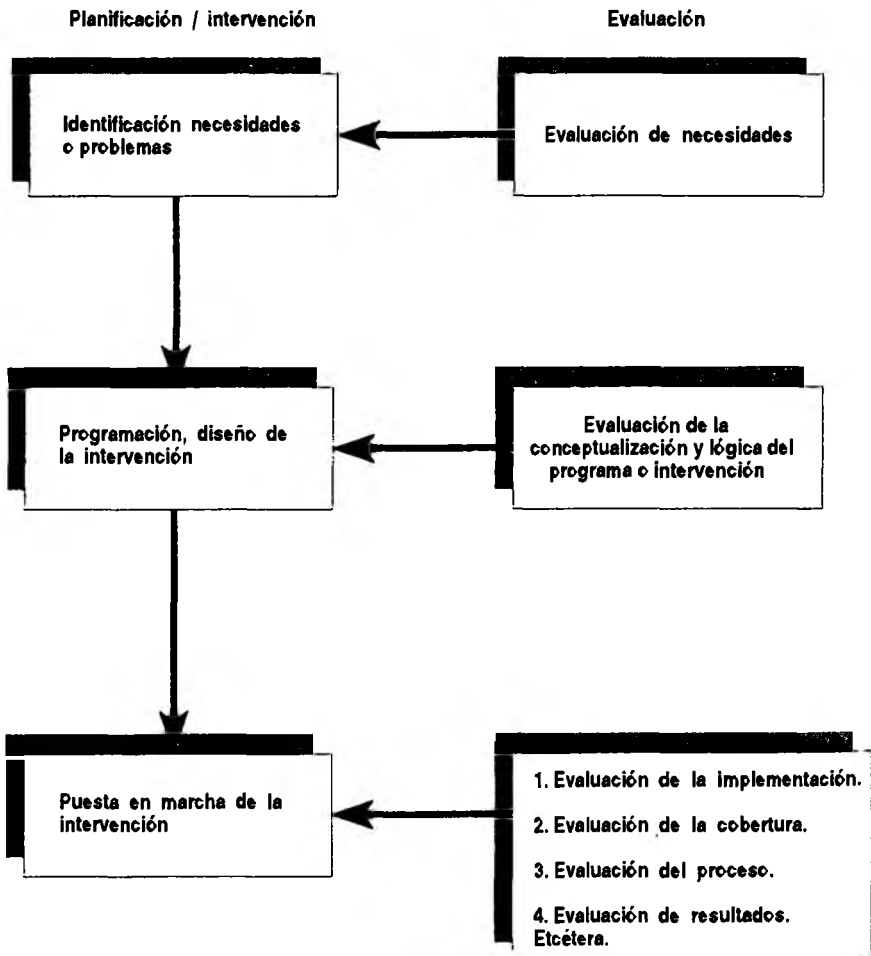 Planificación / intervención
Evaluación
Identificación necesidades
o problemas
Evaluación de necesidades
Programación, diseño de
la intervención
Evaluación de la
conceptualización y lógica del
programa o intervención
Puesta en marcha de la
intervención
1. Evaluación de la implementación.
2. Evaluación de la cobertura.
3. Evaluación del proceso.
4. Evaluación de resultados.
Etcétera.